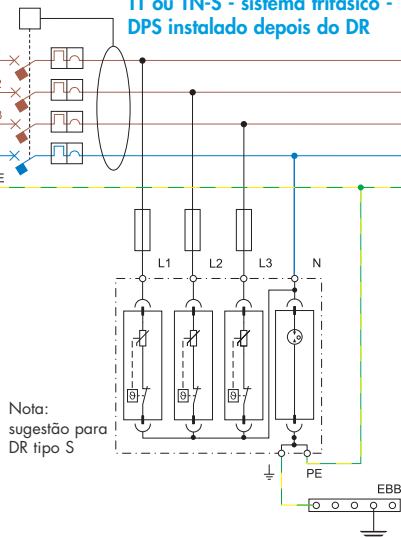 TT ou TN-S - sistema trifásico -
DPS instalado depois do DR
L1 L2 L3 N
Nota:
sugestão para
DR tipo S
PE
EBB